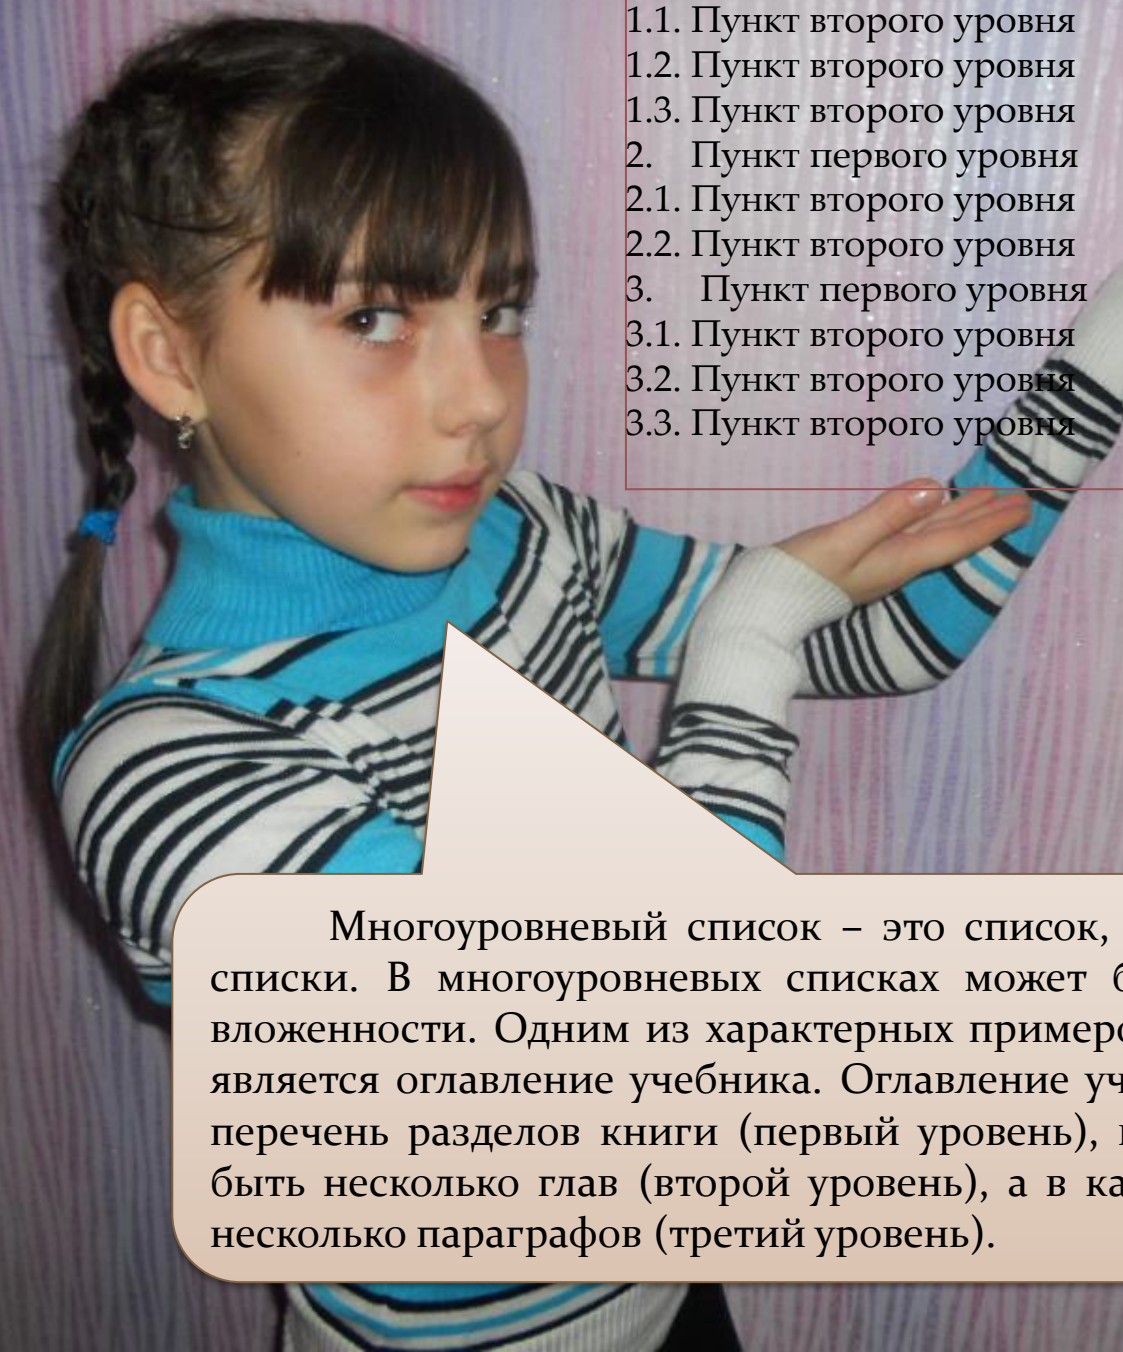 1.1. Пункт второго уровня
1.2. Пункт второго уровня
1.3. Пункт второго уровня
2. Пункт первого уровня
2.1. Пункт второго уровня
2.2. Пункт второго уровня
3. Пункт первого уровня
3.1. Пункт второго уровня
3.2. Пункт второго уровня
3.3. Пункт второго уровня
Многоуровневый список – это список,
списки. В многоуровневых списках может
вложенности. Одним из характерных
является оглавление учебника. Оглавление
перечень разделов книги (первый уровень),
быть несколько глав (второй уровень), а в
несколько параграфов (третий уровень).